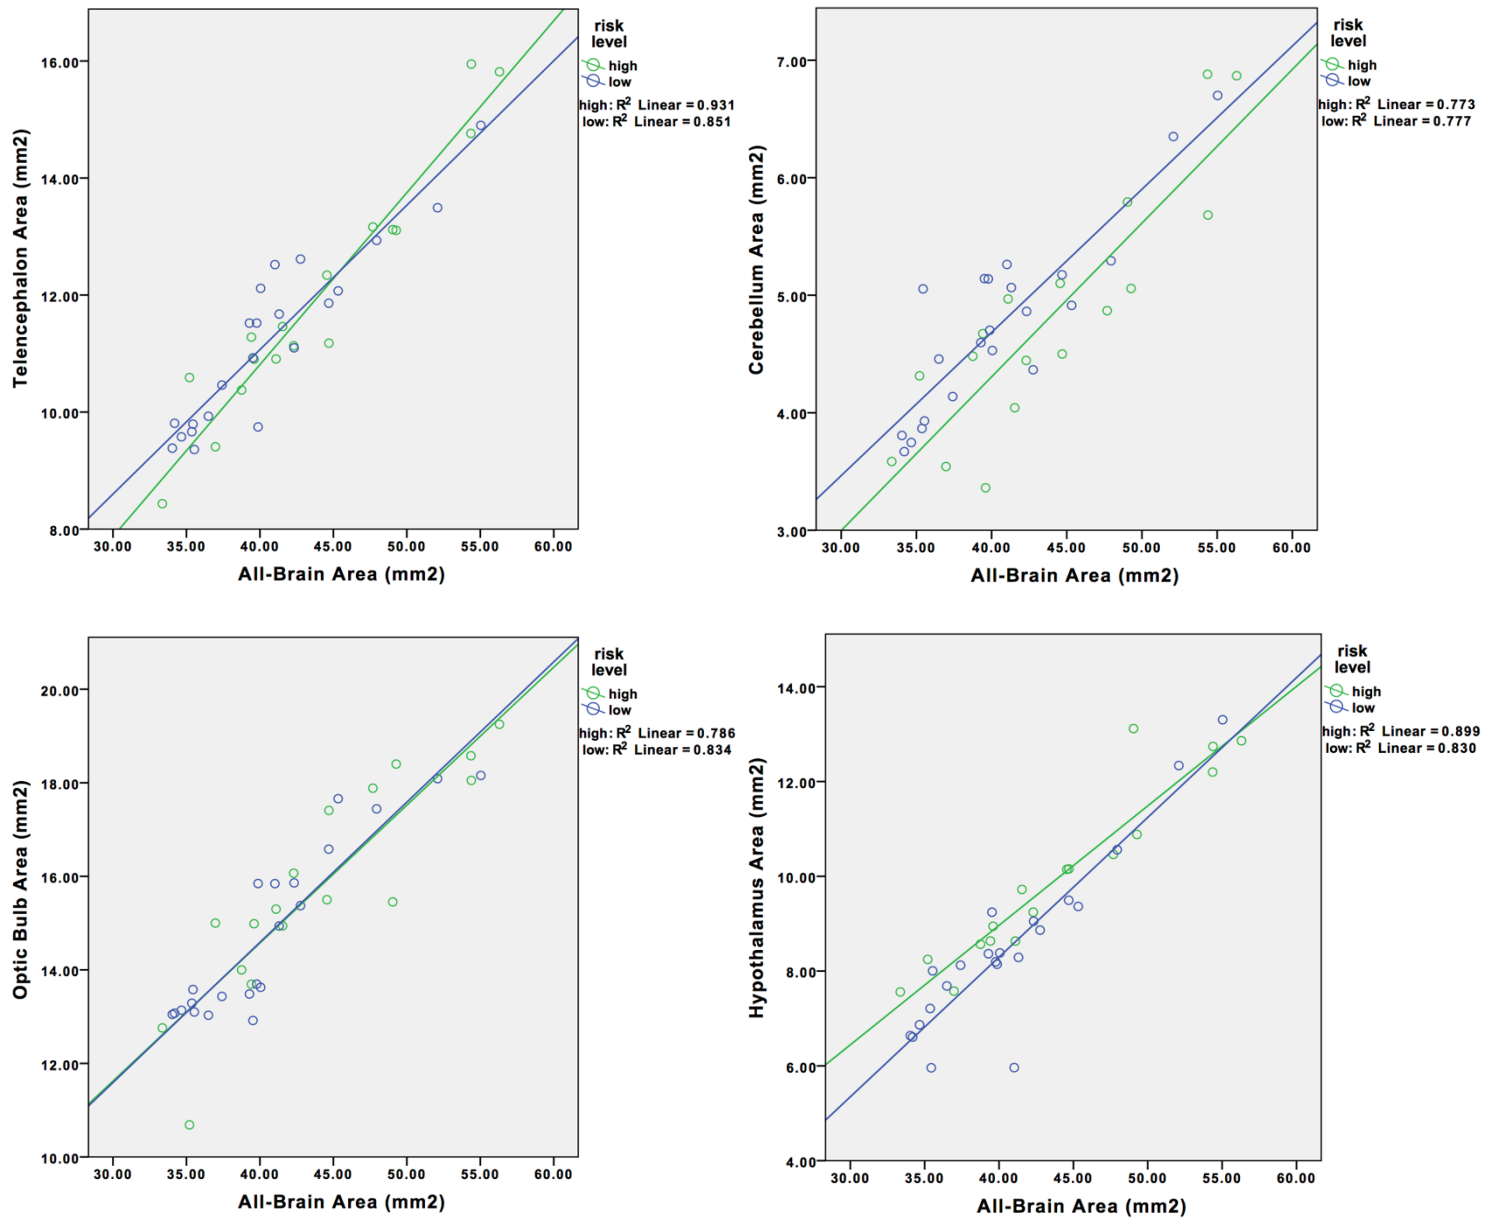 Telencephalon Area (mm2)
16.00
14.00
12.00
10.00
8.00
30.00 35.00 40.00 45.00 50.00 55.00 60.00
All-Brain Area (mm2)
risk
level
high
low
high: R² Linear = 0.931
low: R² Linear = 0.851
Cerebellum Area (mm2)
7.00
6.00
5.00
4.00
3.00
30.00 35.00 40.00 45.00 50.00 55.00 60.00
All-Brain Area (mm2)
risk
level
high
low
high: R² Linear = 0.773
low: R² Linear = 0.777
Optic Bulb Area (mm2)
20.00
18.00
16.00
14.00
12.00
10.00
30.00 35.00 40.00 45.00 50.00 55.00 60.00
All-Brain Area (mm2)
risk
level
high
low
high: R² Linear = 0.786
low: R² Linear = 0.834
Hypothalamus Area (mm2)
14.00
12.00
10.00
8.00
6.00
4.00
30.00 35.00 40.00 45.00 50.00 55.00 60.00
All-Brain Area (mm2)
risk
level
high
low
high: R² Linear = 0.899
low: R² Linear = 0.830